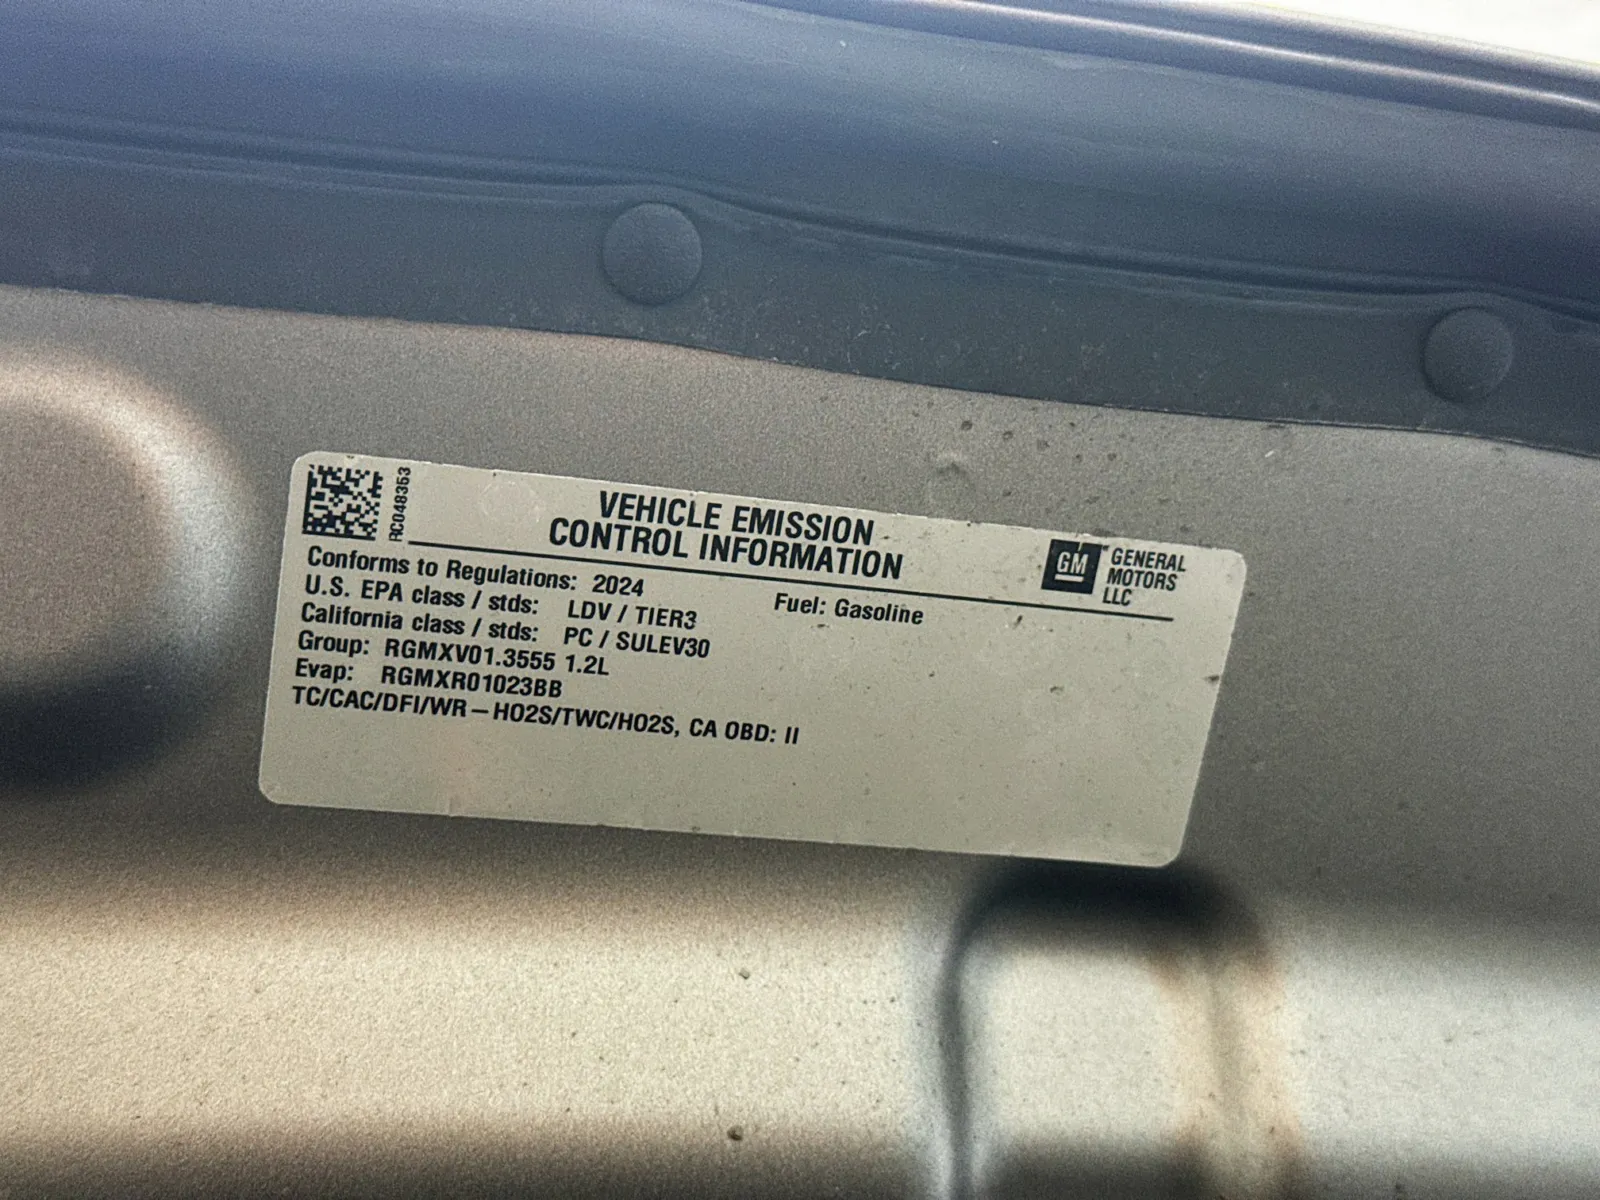 RC048353
VEHICLE EMISSION
CONTROL INFORMATION
GM
GENERAL
MOTORS
LLC
Conforms to Regulations: 2024
Fuel: Gasoline
U.S. EPA class / stds: LDV / TIER3
California class / stds: PC / SULEV30
Group: RGMXV01.3555 1.2L
Evap: RGMXR01023BB
TC/CAC/DFI/WR – HO2S/TWC/HO2S, CA OBD: II